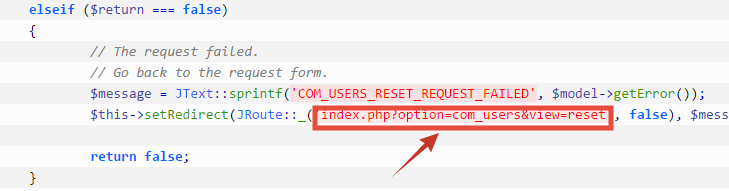 elseif ($return === false)
{
// The request failed.
// Go back to the request form.
$message = JText::sprintf('COM_USERS_RESET_REQUEST_FAILED', $model->getError());
$this->setRedirect(JRoute::_('index.php?option=com_users&view=reset', false), $mess
return false;
}